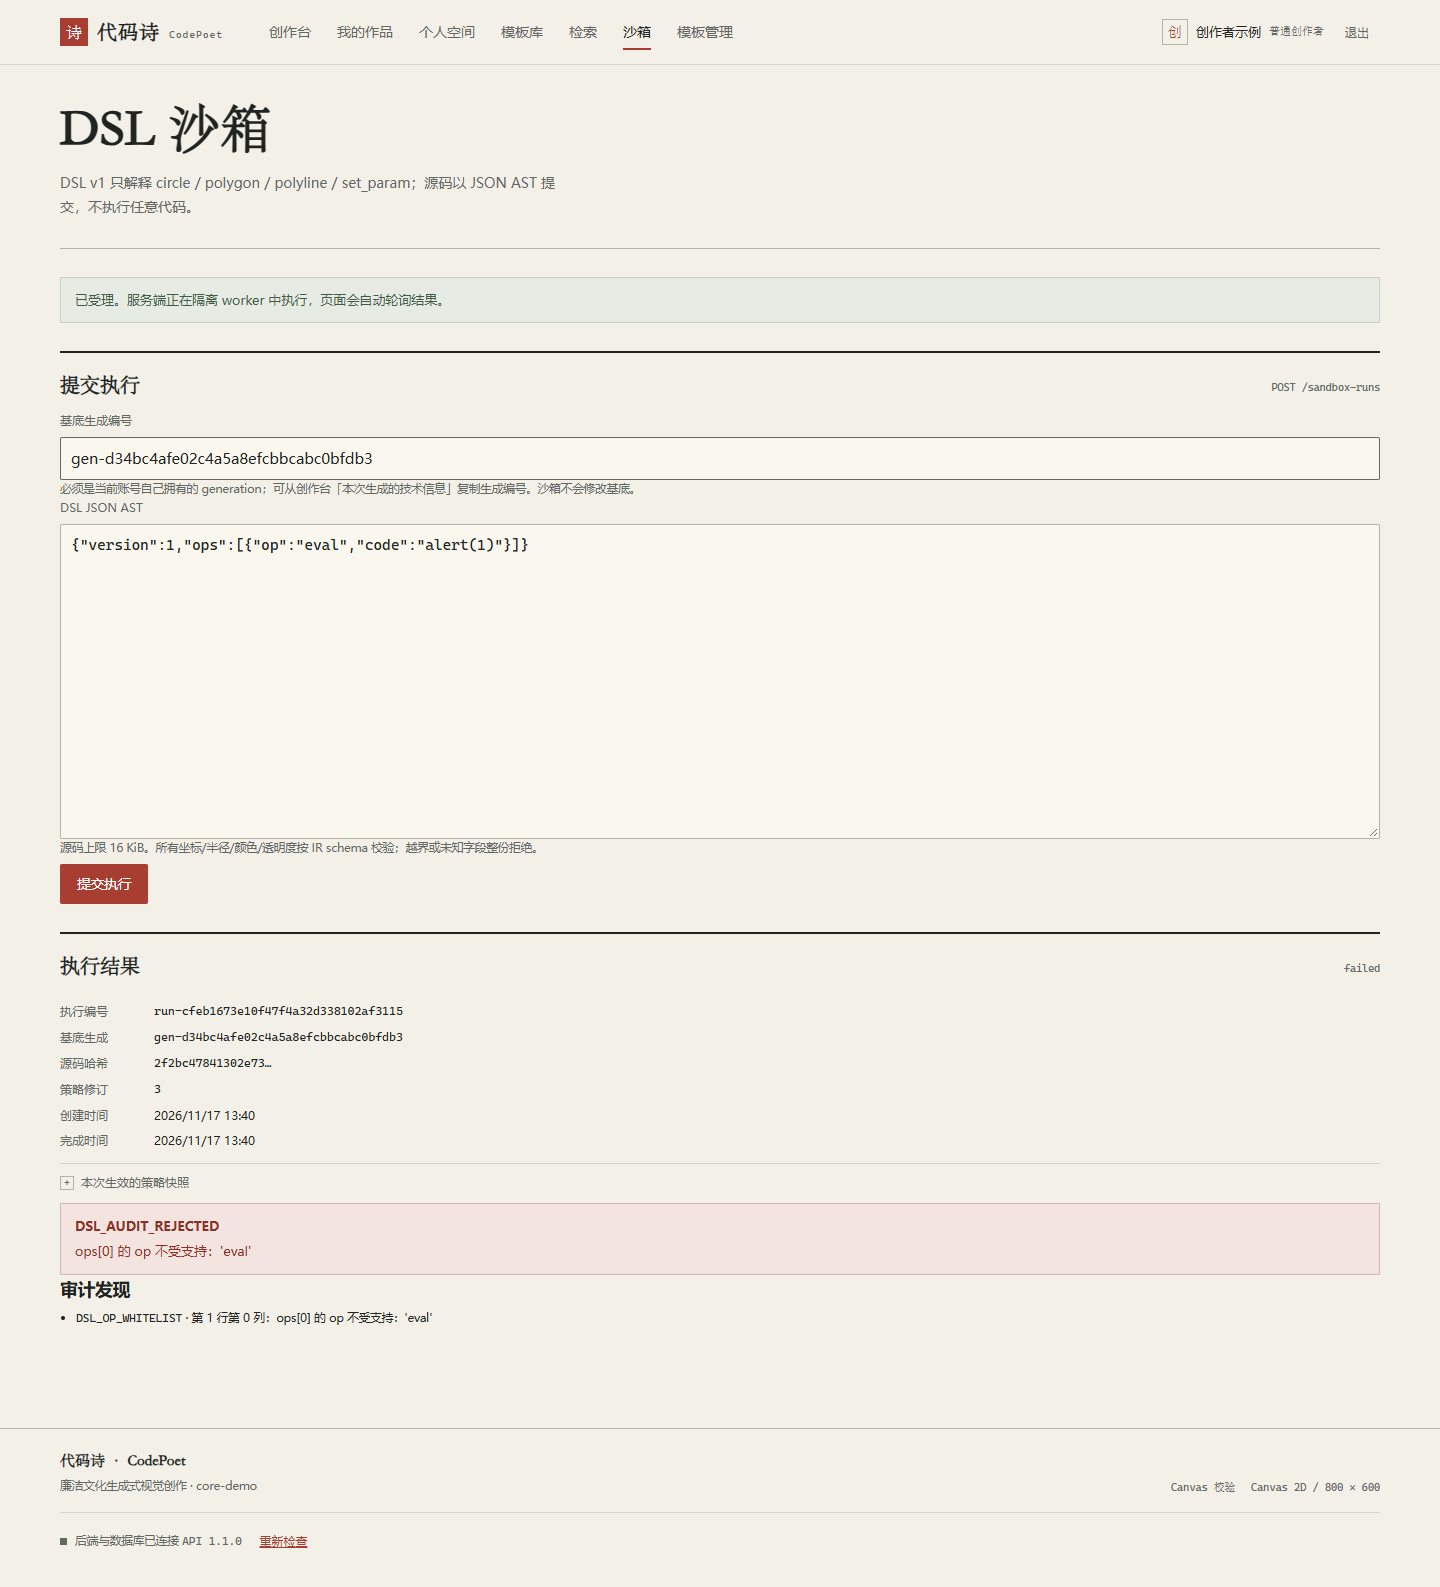 诗 代码诗 CodePoet 创作台 我的作品 个人空间 模板库 检索 沙箱 模板管理 创 创作者示例 普通创作者 退出
DSL 沙箱
DSL v1 只解释 circle / polygon / polyline / set_param；源码以 JSON AST 提
交，不执行任意代码。
已受理。服务端正在隔离 worker 中执行，页面会自动轮询结果。
提交执行 POST /sandbox-runs
基底生成编号
gen-d34bc4afe02c4a5a8efcbbcabc0bfdb3
必须是当前账号自己拥有的 generation；可从创作台「本次生成的技术信息」复制生成编号。沙箱不会修改基底。
DSL JSON AST
{"version":1,"ops":[{"op":"eval","code":"alert(1)"}]}
源码上限 16 KiB。所有坐标/半径/颜色/透明度按 IR schema 校验；越界或未知字段整份拒绝。
提交执行
执行结果 failed
执行编号 run-cfeb1673e10f47f4a32d338102af3115
基底生成 gen-d34bc4afe02c4a5a8efcbbcabc0bfdb3
源码哈希 2f2bc47841302e73…
策略修订 3
创建时间 2026/11/17 13:40
完成时间 2026/11/17 13:40
+ 本次生效的策略快照
DSL_AUDIT_REJECTED
ops[0] 的 op 不受支持：'eval'
审计发现
• DSL_OP_WHITELIST · 第 1 行第 0 列：ops[0] 的 op 不受支持：'eval'
代码诗 · CodePoet
廉洁文化生成式视觉创作 · core-demo Canvas 校验 Canvas 2D / 800 × 600
后端与数据库已连接 API 1.1.0 重新检查